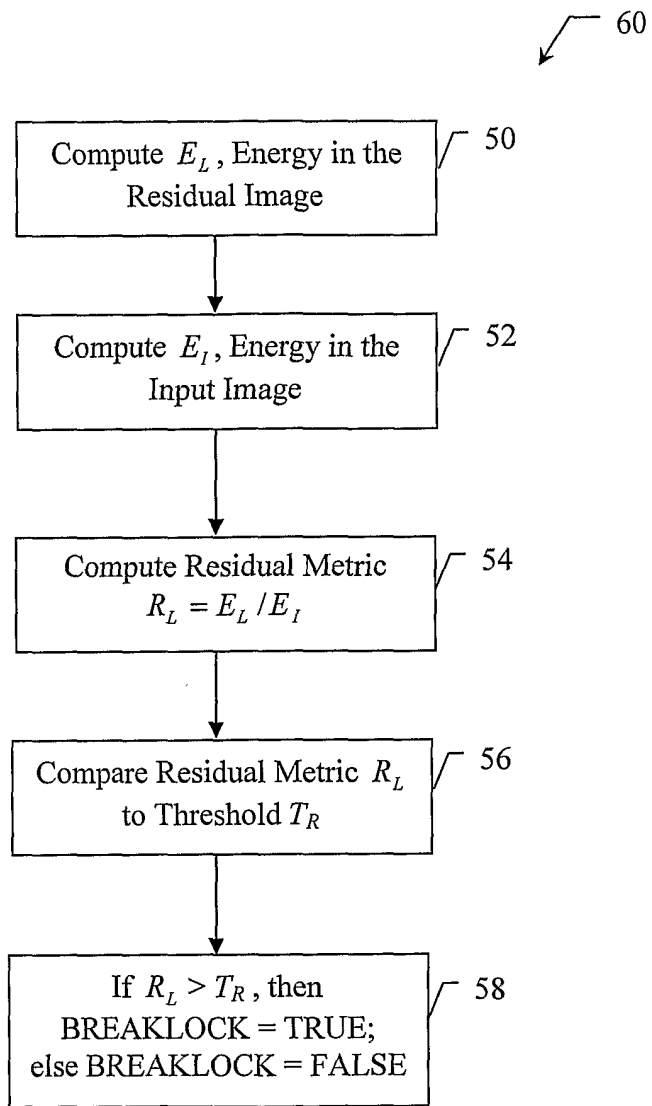 60
Compute E_L, Energy in the
Residual Image
50
Compute E_I, Energy in the
Input Image
52
Compute Residual Metric
R_L = E_L / E_I
54
Compare Residual Metric R_L
to Threshold T_R
56
If R_L > T_R, then
BREAKLOCK = TRUE;
else BREAKLOCK = FALSE
58